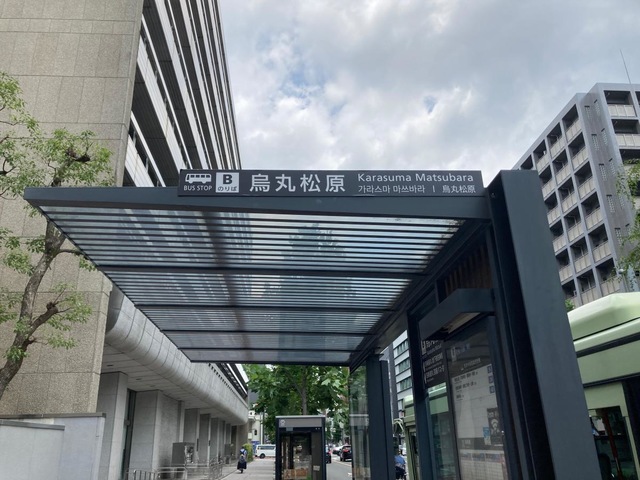 BUS STOP
B
のりば
烏丸松原
Karasuma Matsubara
가라스마 마쓰바라 | 烏丸松原